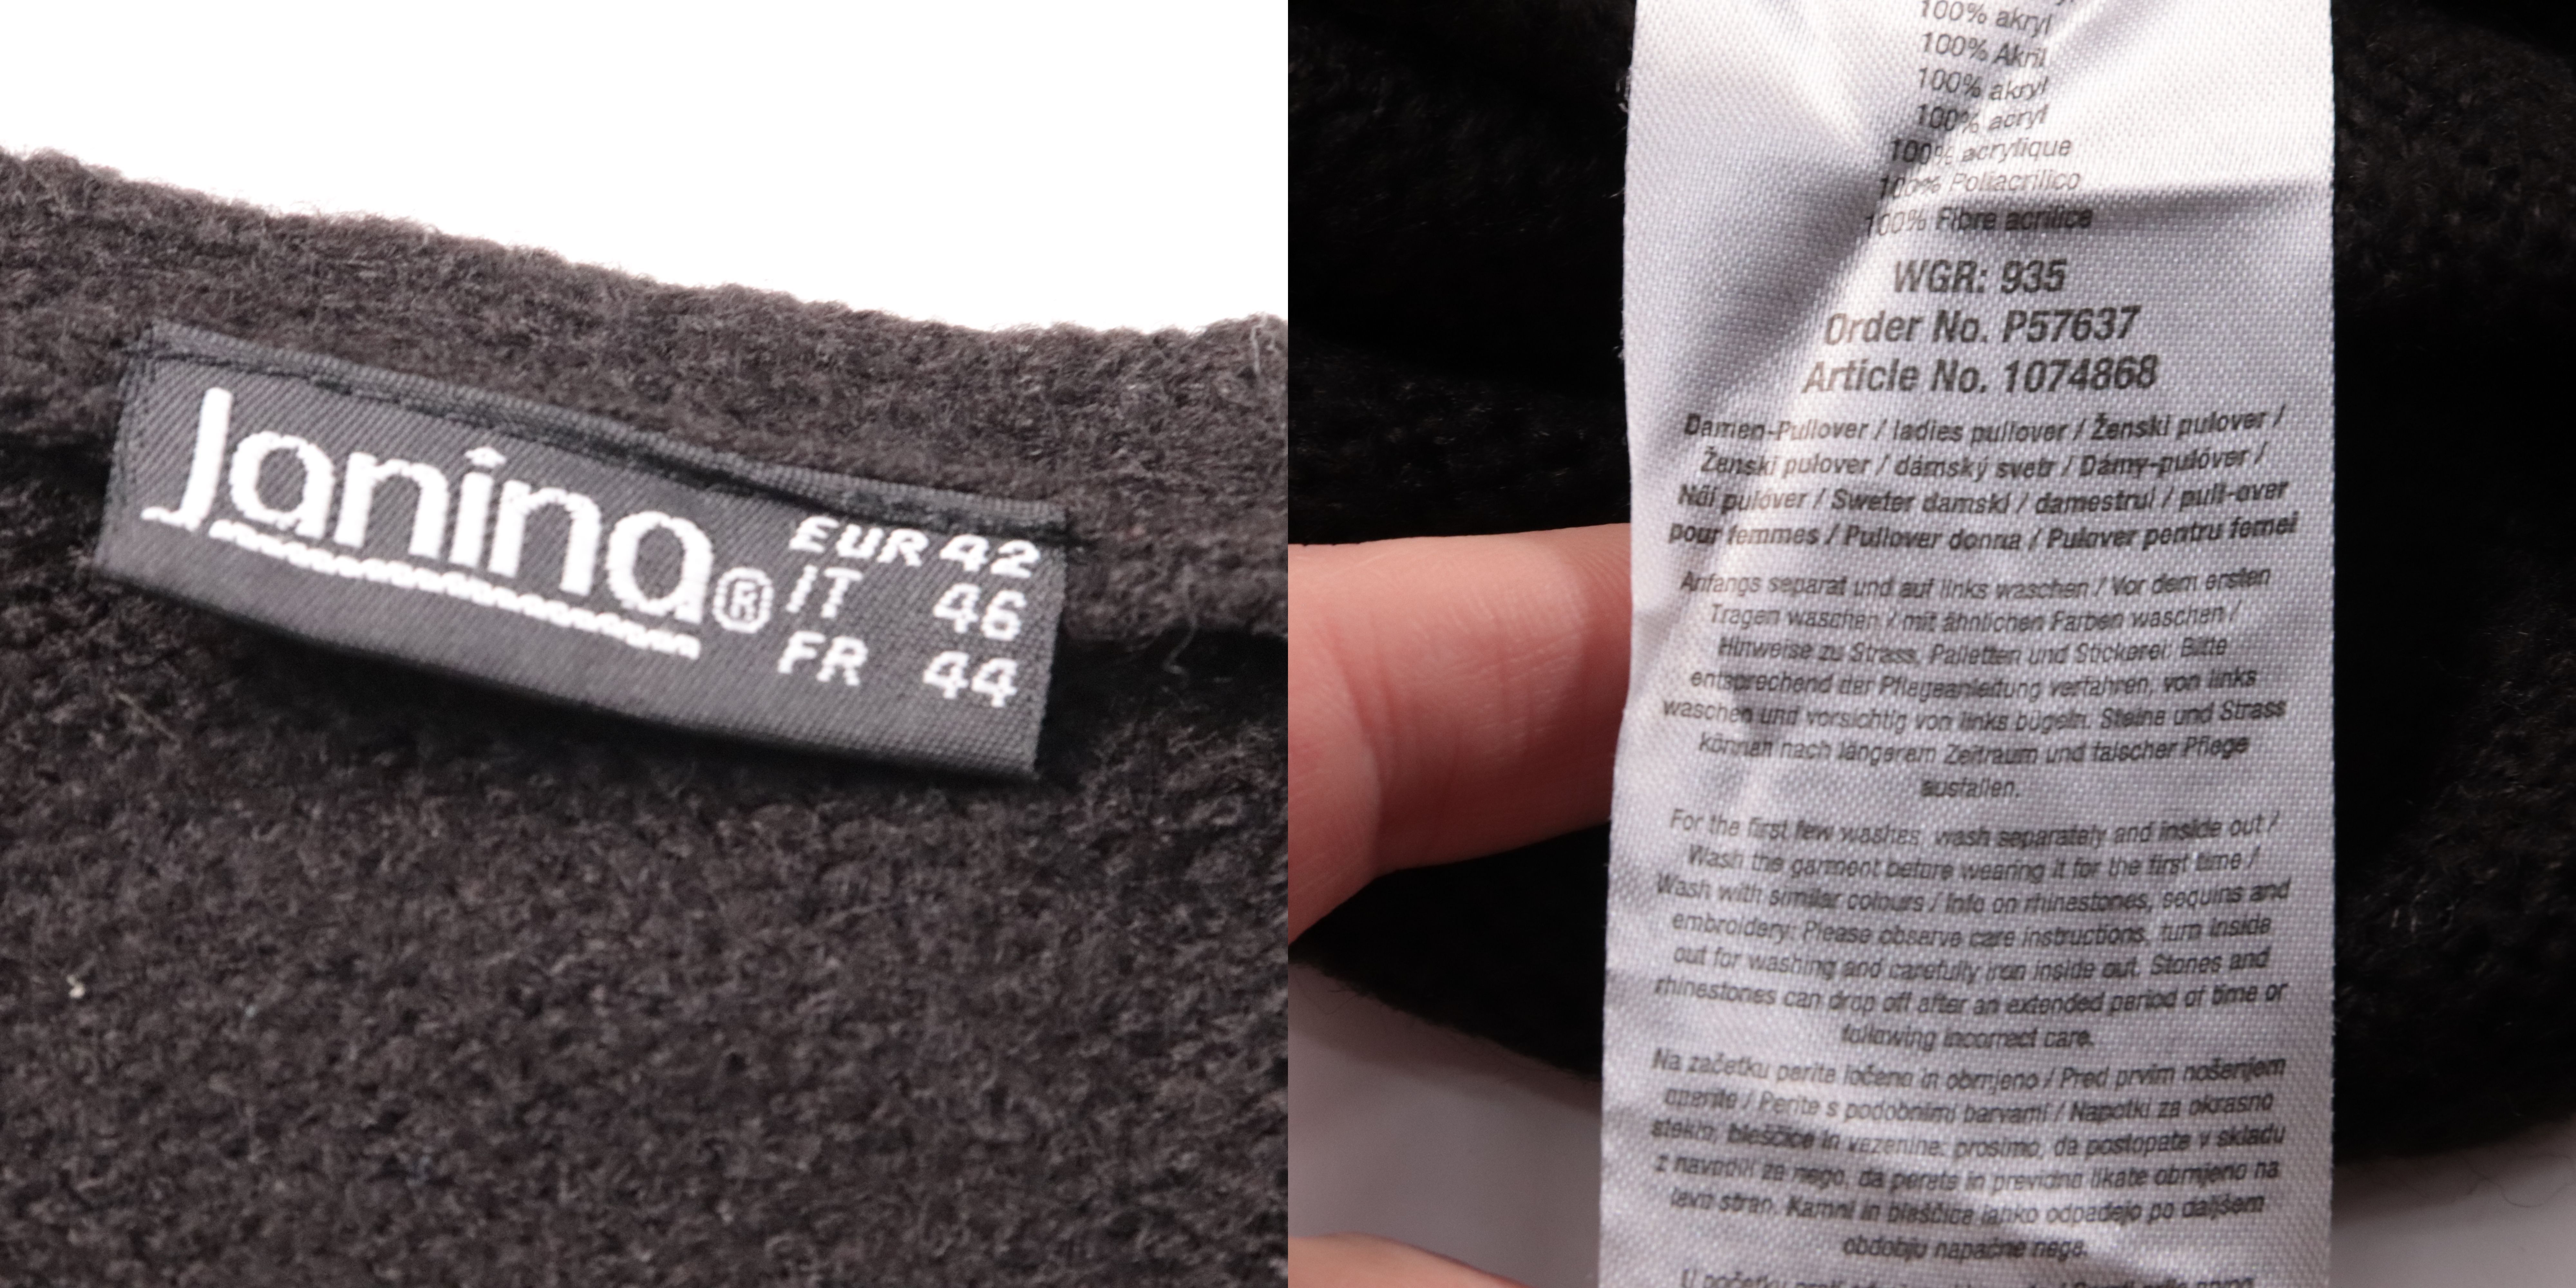 Janina®
EUR 42
IT 46
FR 44
100% akryl
100% Akril
100% akryl
100% acryl
100% acrylique
100% Poliacrilico
100% Fibre acrilice
WGR: 935
Order No. P57637
Article No. 1074868
Damen-Pullover / ladies pullover / Ženski pulover /
Ženski pulover / dámský svetr / Dámy-pulóver /
Női pulóver / Sweter damski / damestrui / pull-over
pour femmes / Pullover donna / Pulover pentru femei
Anfangs separat und auf links waschen / Vor dem ersten
Tragen waschen / mit ähnlichen Farben waschen /
Hinweise zu Strass, Pailetten und Stickerei: Bitte
entsprechend der Pflegeanleitung verfahren, von links
waschen und vorsichtig von links bügeln. Steine und Strass
können nach längerem Zeitraum und falscher Pflege
ausfallen.
For the first few washes, wash separately and inside out /
Wash the garment before wearing it for the first time /
Wash with similar colours / Info on rhinestones, sequins and
embroidery: Please observe care instructions, turn inside
out for washing and carefully iron inside out. Stones and
rhinestones can drop off after an extended period of time or
following incorrect care.
Na začetku perite ločeno in obrnjeno / Pred prvim nošenjem
operite / Perite s podobnimi barvami / Napotki za okrasno
steklo, bleščice in vezenine: prosimo, da postopate v skladu
z navodili za nego, da perete in previdno likate obrnjeno na
levo stran. Kamni in bleščice lahko odpadejo po daljšem
obdobju napačne nege.